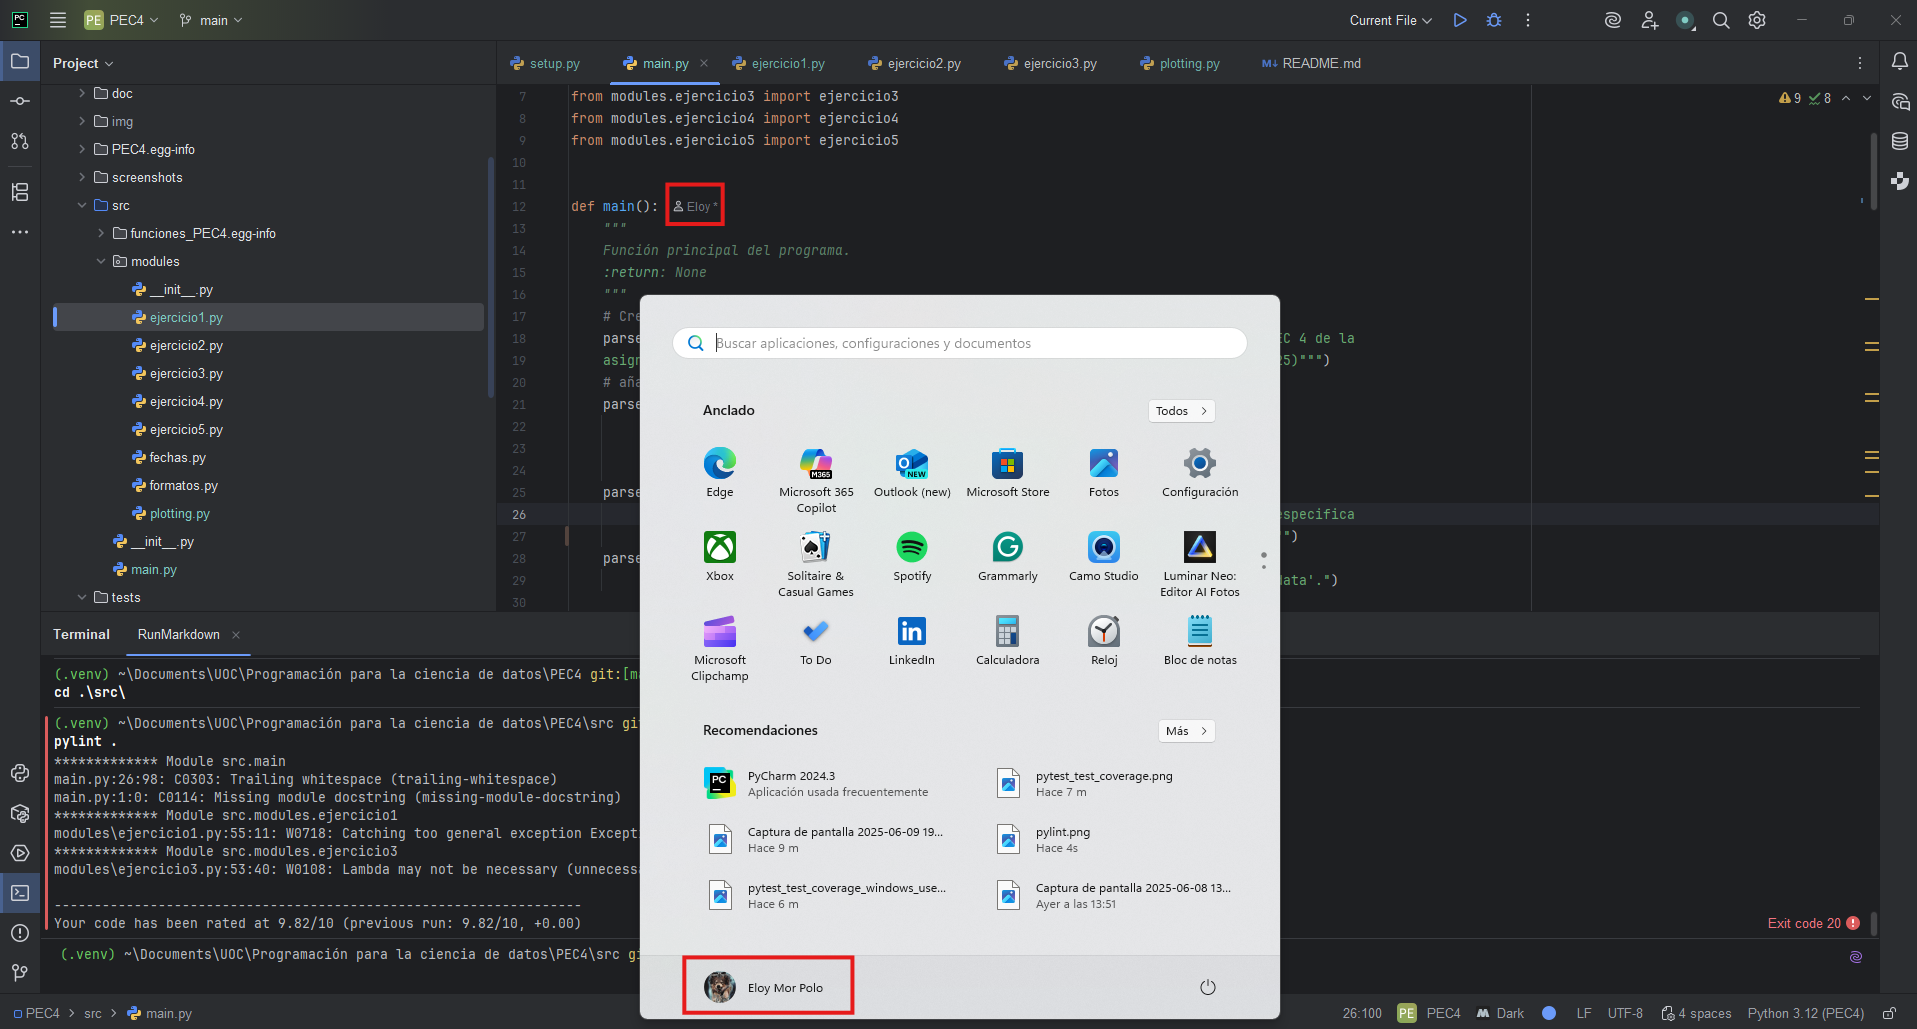 PC
PE PEC4
main
Current File
Project
setup.py
main.py
ejercicio1.py
ejercicio2.py
ejercicio3.py
plotting.py
M↓ README.md
doc
img
PEC4.egg-info
screenshots
src
funciones_PEC4.egg-info
modules
__init__.py
ejercicio1.py
ejercicio2.py
ejercicio3.py
ejercicio4.py
ejercicio5.py
fechas.py
formatos.py
plotting.py
__init__.py
main.py
tests
9 8
7 from modules.ejercicio3 import ejercicio3
8 from modules.ejercicio4 import ejercicio4
9 from modules.ejercicio5 import ejercicio5
10
11
12 def main(): Eloy *
13 """
14 Función principal del programa.
15 :return: None
16 """
17 # Cre
18 parse EC 4 de la
19 asign 5)""")
20 # aña
21 parse
22
23
24
25 parse
26 especifica
27 ")
28 parse
29 data'.")
30
Buscar aplicaciones, configuraciones y documentos
Anclado
Todos
Edge
M365
Microsoft 365
Copilot
NEW
Outlook (new)
Microsoft Store
Fotos
Configuración
Xbox
Solitaire &
Casual Games
Spotify
Grammarly
Camo Studio
Luminar Neo:
Editor AI Fotos
Microsoft
Clipchamp
To Do
in
LinkedIn
Calculadora
Reloj
Bloc de notas
Recomendaciones
Más
PC
PyCharm 2024.3
Aplicación usada frecuentemente
pytest_test_coverage.png
Hace 7 m
Captura de pantalla 2025-06-09 19...
Hace 9 m
pylint.png
Hace 4s
pytest_test_coverage_windows_use...
Hace 6 m
Captura de pantalla 2025-06-08 13...
Ayer a las 13:51
Eloy Mor Polo
Terminal
RunMarkdown
(.venv) ~\Documents\UOC\Programación para la ciencia de datos\PEC4 git:[ma
cd .\src\
(.venv) ~\Documents\UOC\Programación para la ciencia de datos\PEC4\src gi
pylint .
************* Module src.main
main.py:26:98: C0303: Trailing whitespace (trailing-whitespace)
main.py:1:0: C0114: Missing module docstring (missing-module-docstring)
************* Module src.modules.ejercicio1
modules\ejercicio1.py:55:11: W0718: Catching too general exception Excepti
************* Module src.modules.ejercicio3
modules\ejercicio3.py:53:40: W0108: Lambda may not be necessary (unnecess
------------------------------------------------------------------
Your code has been rated at 9.82/10 (previous run: 9.82/10, +0.00)
Exit code 20
(.venv) ~\Documents\UOC\Programación para la ciencia de datos\PEC4\src gi
PEC4 > src > main.py
26:100
PE PEC4
Dark
LF
UTF-8
4 spaces
Python 3.12 (PEC4)